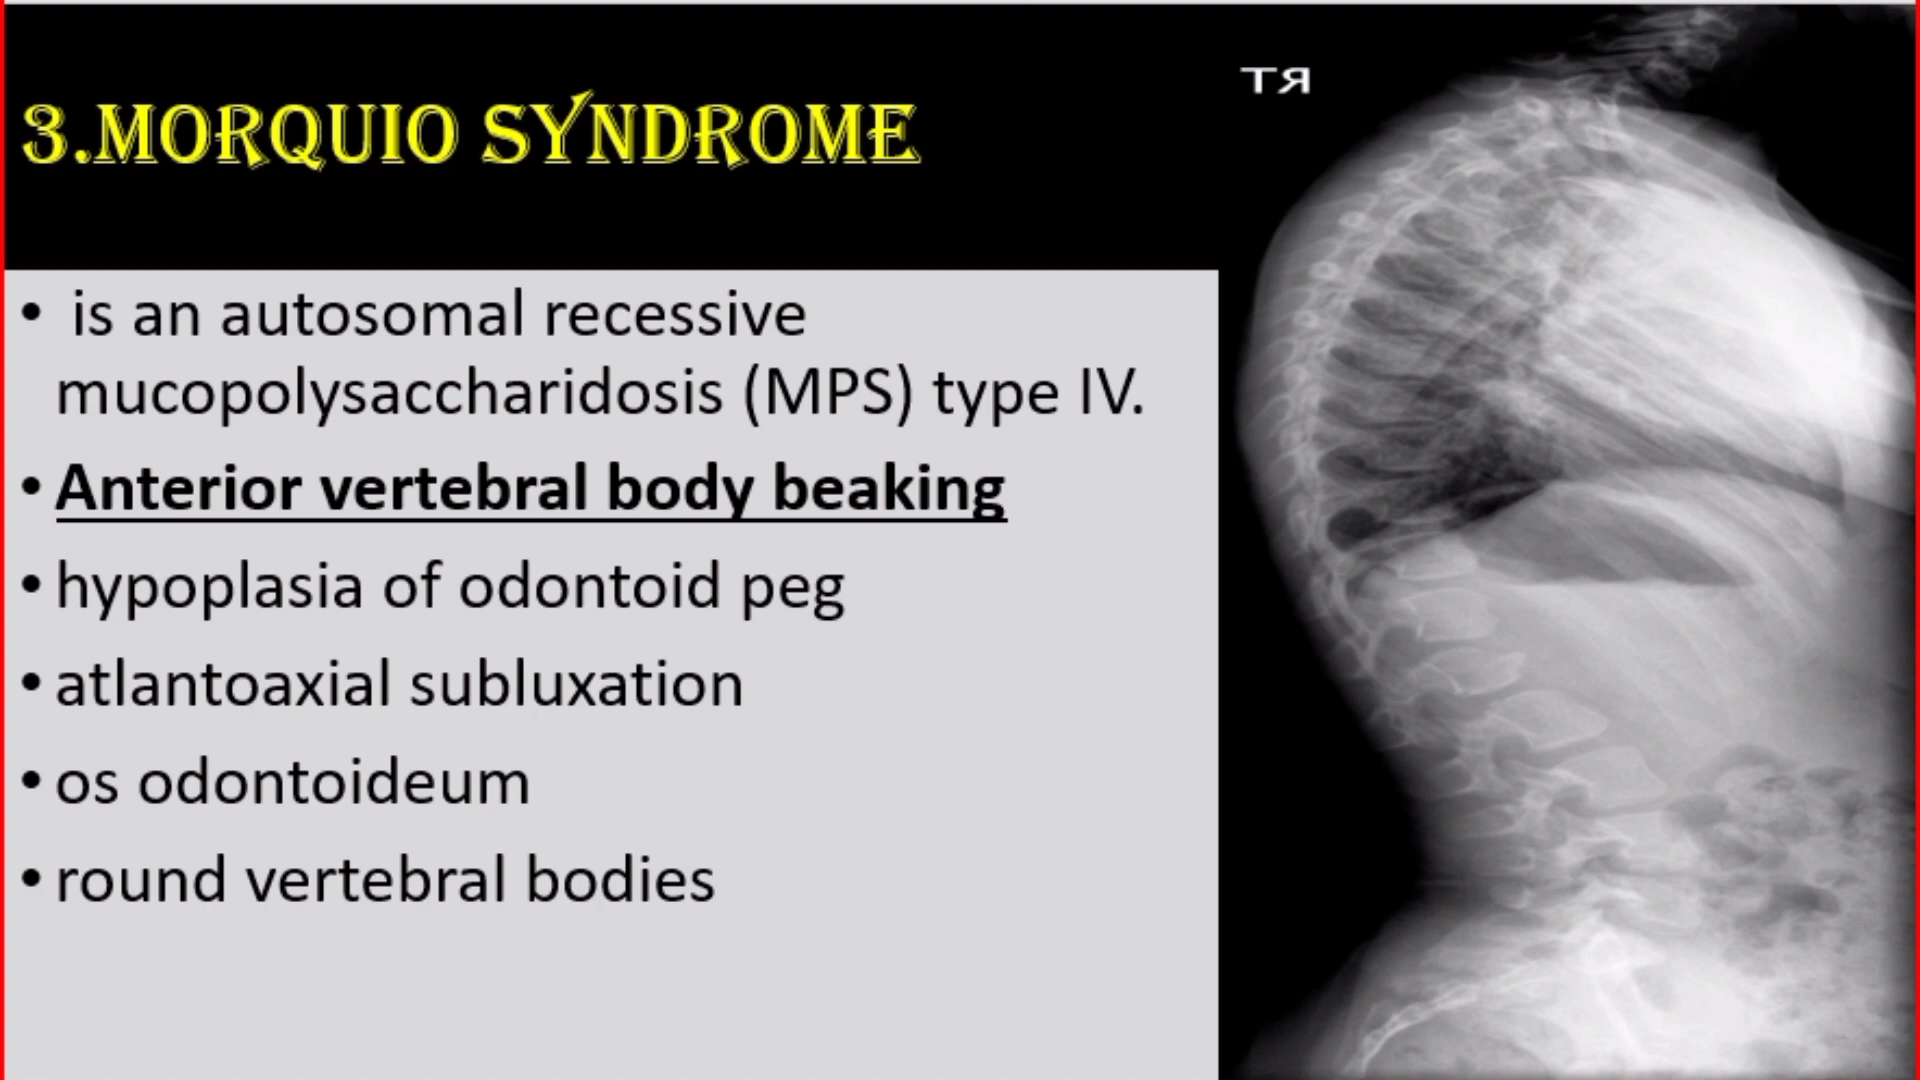 3.MORQUIO SYNDROME
TЯ
• is an autosomal recessive
mucopolysaccharidosis (MPS) type IV.
• Anterior vertebral body beaking
• hypoplasia of odontoid peg
• atlantoaxial subluxation
• os odontoideum
• round vertebral bodies